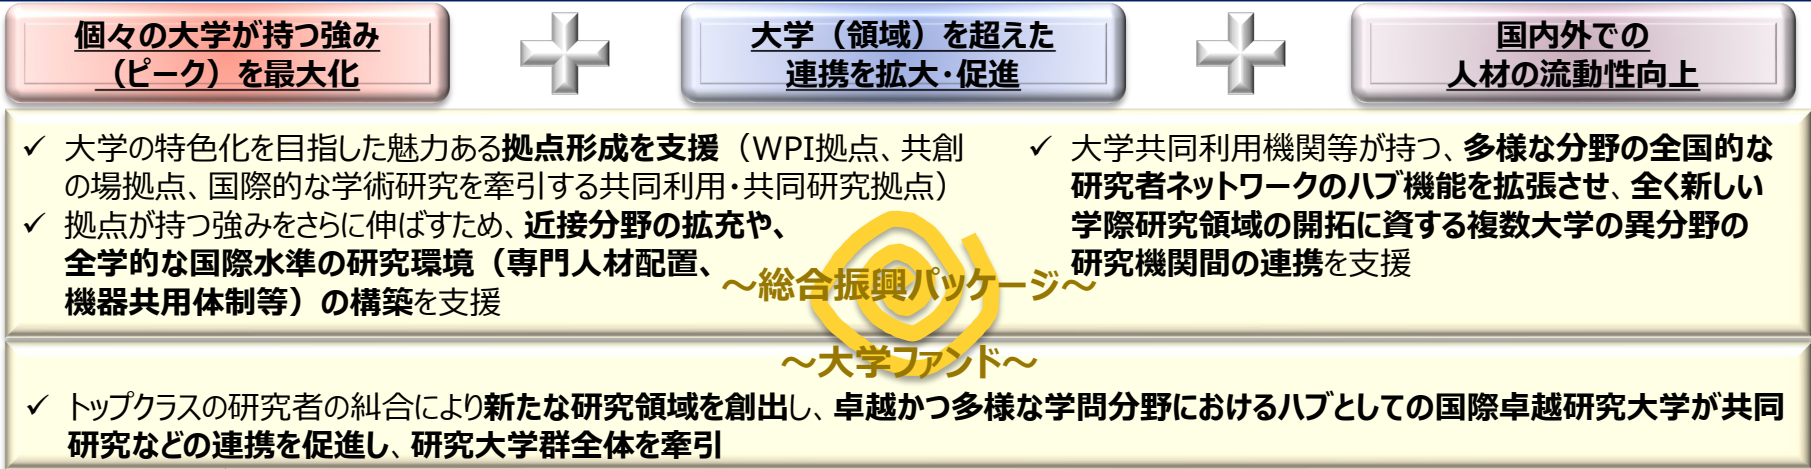 個々の大学が持つ強み
（ピーク）を最大化
大学（領域）を超えた
連携を拡大･促進
国内外での
人材の流動性向上
✓ 大学の特色化を目指した魅力ある拠点形成を支援（WPI拠点、共創
の場拠点、国際的な学術研究を牽引する共同利用･共同研究拠点）
✓ 拠点が持つ強みをさらに伸ばすため、近接分野の拡充や、
全学的な国際水準の研究環境（専門人材配置、
機器共用体制等）の構築を支援
✓ 大学共同利用機関等が持つ、多様な分野の全国的な
研究者ネットワークのハブ機能を拡張させ、全く新しい
学際研究領域の開拓に資する複数大学の異分野の
研究機関間の連携を支援
～総合振興パッケージ～
～大学ファンド～
✓ トップクラスの研究者の糾合により新たな研究領域を創出し、卓越かつ多様な学問分野におけるハブとしての国際卓越研究大学が共同
研究などの連携を促進し、研究大学群全体を牽引